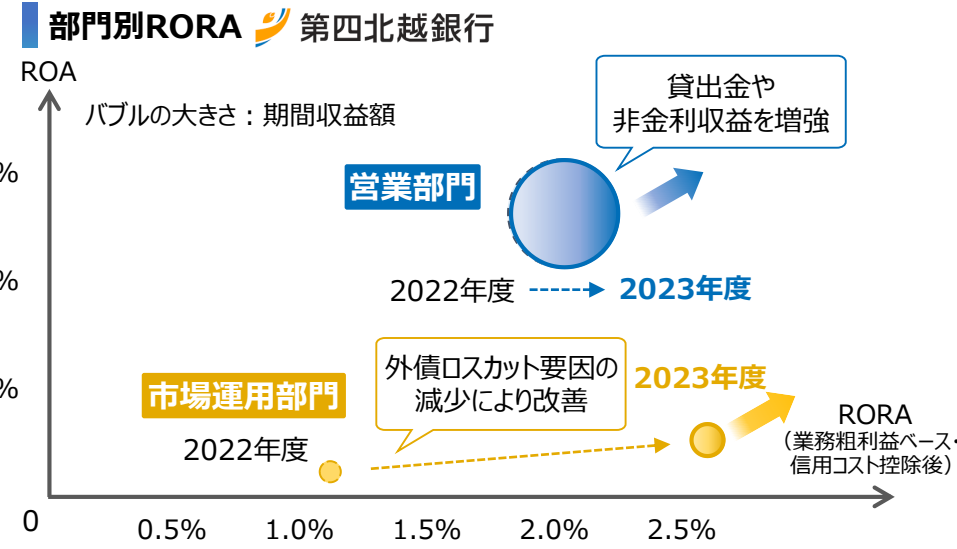 部門別RORA 第四北越銀行
ROA
バブルの大きさ：期間収益額
貸出金や
非金利収益を増強
%
営業部門
%
2022年度
2023年度
外債ロスカット要因の
減少により改善
%
市場運用部門
2023年度
2022年度
RORA
（業務粗利益ベース・
信用コスト控除後）
0
0.5% 1.0% 1.5% 2.0% 2.5%